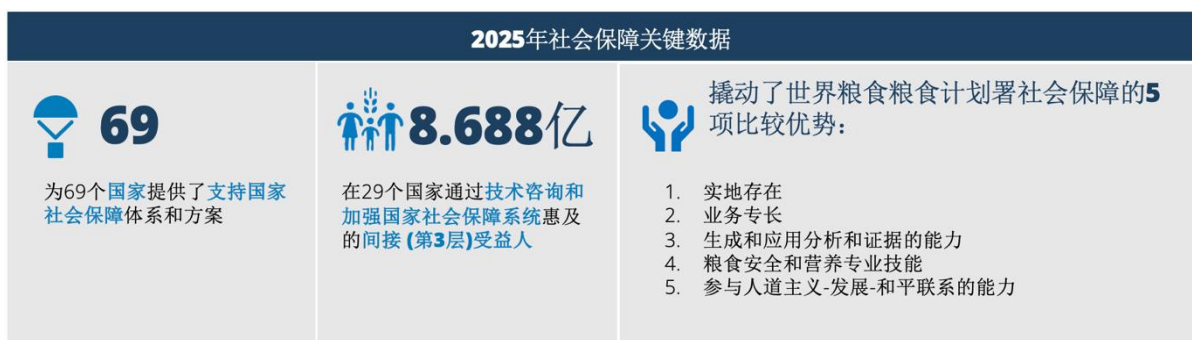 2025年社会保障关键数据
69
为69个国家提供了支持国家
社会保障体系和方案
8.688亿
在29个国家通过技术咨询和
加强国家社会保障系统惠及
的间接 (第3层)受益人
撬动了世界粮食粮食计划署社会保障的5
项比较优势：
1. 实地存在
2. 业务专长
3. 生成和应用分析和证据的能力
4. 粮食安全和营养专业技能
5. 参与人道主义-发展-和平联系的能力